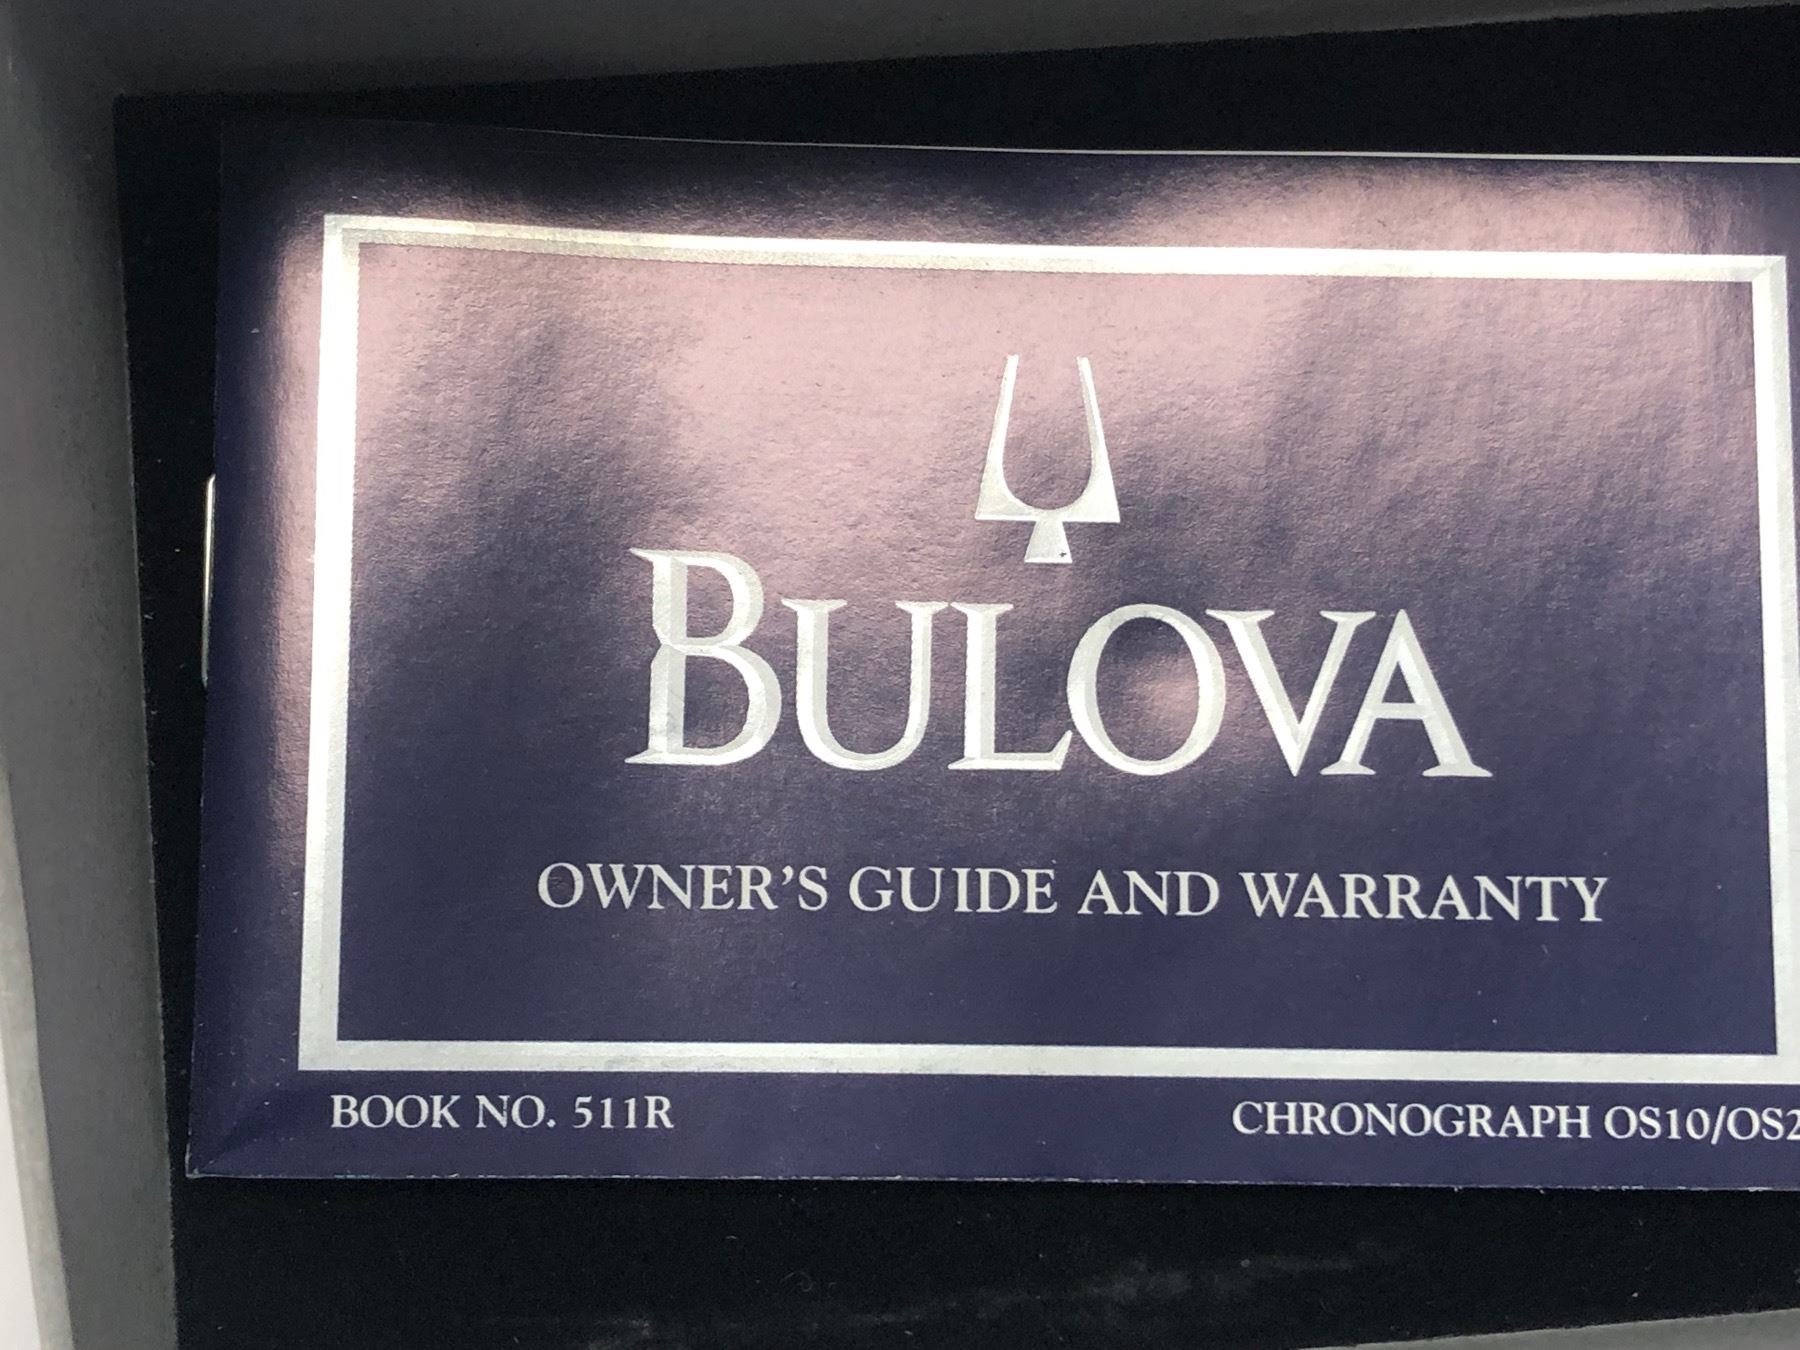 BULOVA
OWNER'S GUIDE AND WARRANTY
BOOK NO. 511R
CHRONOGRAPH OS10/OS2